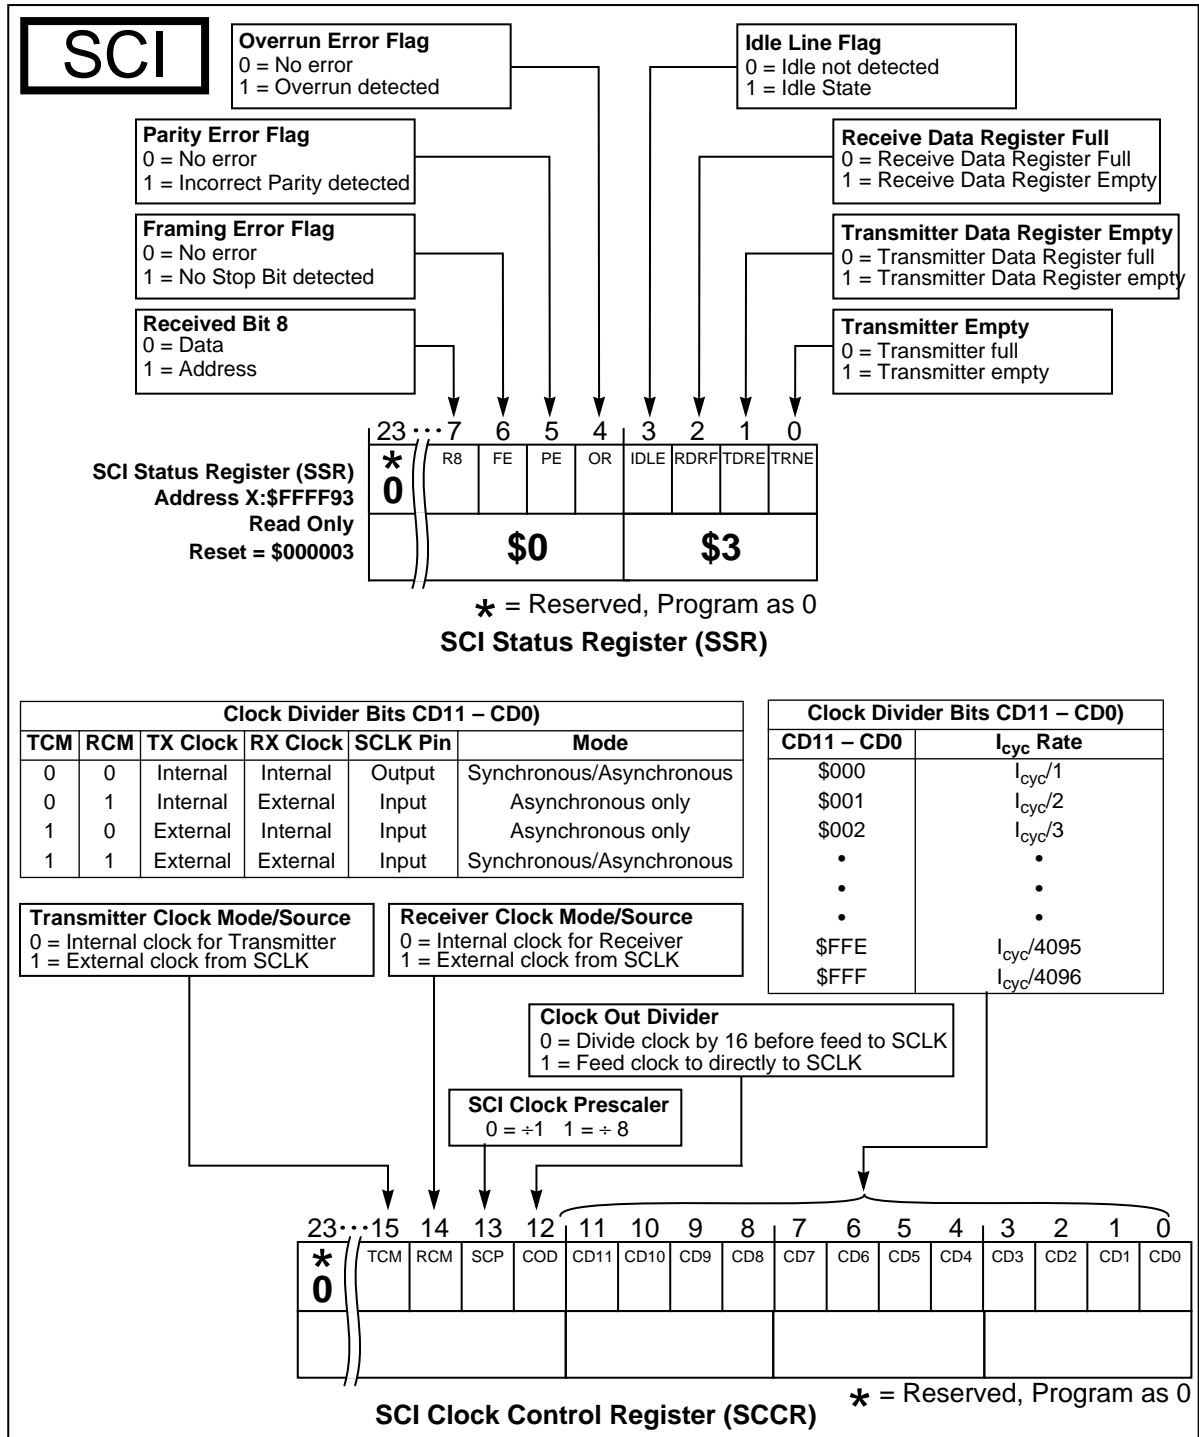 SCI
Overrun Error Flag
0 = No error
1 = Overrun detected
Idle Line Flag
0 = Idle not detected
1 = Idle State
Parity Error Flag
0 = No error
1 = Incorrect Parity detected
Receive Data Register Full
0 = Receive Data Register Full
1 = Receive Data Register Empty
Framing Error Flag
0 = No error
1 = No Stop Bit detected
Transmitter Data Register Empty
0 = Transmitter Data Register full
1 = Transmitter Data Register empty
Received Bit 8
0 = Data
1 = Address
Transmitter Empty
0 = Transmitter full
1 = Transmitter empty
23 ··· 7 6 5 4 3 2 1 0
* R8 FE PE OR IDLE RDRF TDRE TRNE
0
SCI Status Register (SSR)
Address X:$FFFF93
Read Only
Reset = $000003
$0 $3
* = Reserved, Program as 0
SCI Status Register (SSR)
Clock Divider Bits CD11 – CD0)
TCM RCM TX Clock RX Clock SCLK Pin Mode
0 0 Internal Internal Output Synchronous/Asynchronous
0 1 Internal External Input Asynchronous only
1 0 External Internal Input Asynchronous only
1 1 External External Input Synchronous/Asynchronous
Clock Divider Bits CD11 – CD0)
CD11 – CD0 Icyc Rate
$000 Icyc/1
$001 Icyc/2
$002 Icyc/3
• •
• •
• •
$FFE Icyc/4095
$FFF Icyc/4096
Transmitter Clock Mode/Source
0 = Internal clock for Transmitter
1 = External clock from SCLK
Receiver Clock Mode/Source
0 = Internal clock for Receiver
1 = External clock from SCLK
Clock Out Divider
0 = Divide clock by 16 before feed to SCLK
1 = Feed clock to directly to SCLK
SCI Clock Prescaler
0 = ÷1 1 = ÷ 8
23 ··· 15 14 13 12 11 10 9 8 7 6 5 4 3 2 1 0
* TCM RCM SCP COD CD11 CD10 CD9 CD8 CD7 CD6 CD5 CD4 CD3 CD2 CD1 CD0
0
* = Reserved, Program as 0
SCI Clock Control Register (SCCR)